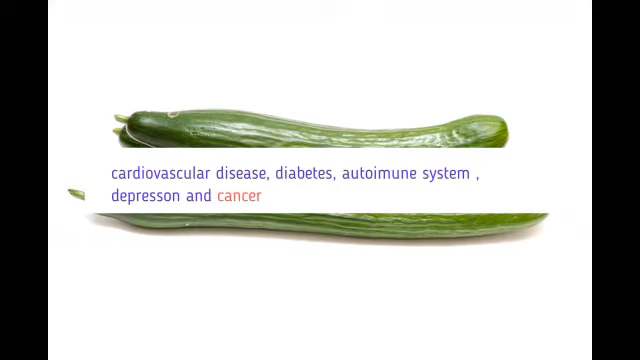 cardiovascular disease, diabetes, autoimune system ,
depresson and cancer